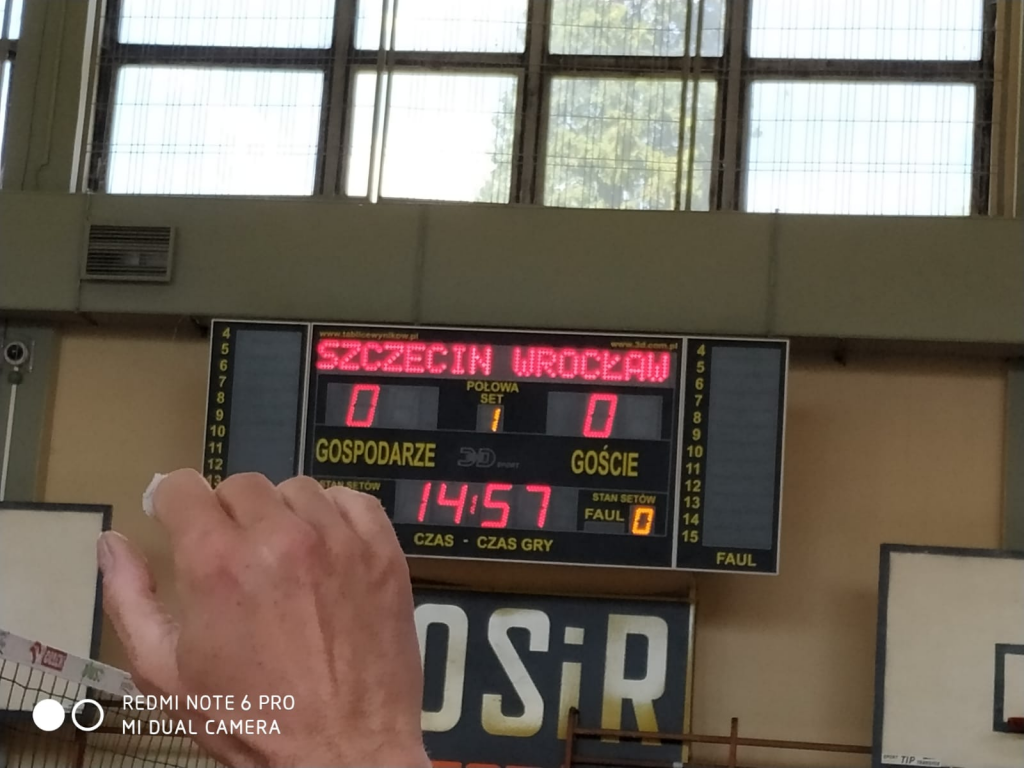 www.tablicewynikow.pl
www.3d.com.pl
SZCZECIN WROCŁAW
POŁOWA
SET
0 1 0
GOSPODARZE 3D SPORT GOŚCIE
STAN SETÓW
14:57
STAN SETÓW
FAUL 0
CZAS - CZAS GRY
4
5
6
7
8
9
10
11
12
13
4
5
6
7
8
9
10
11
12
13
14
15
FAUL
OSiR
plus
REDMI NOTE 6 PRO
MI DUAL CAMERA